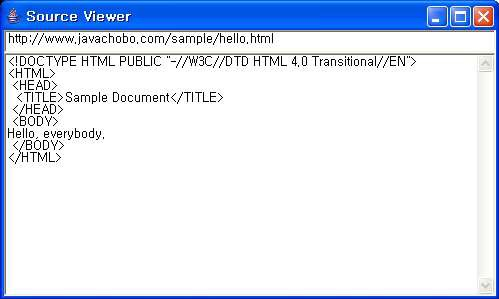 Source Viewer
http://www.javachobo.com/sample/hello.html
<!DOCTYPE HTML PUBLIC "-//W3C//DTD HTML 4.0 Transitional//EN">
<HTML>
<HEAD>
<TITLE>Sample Document</TITLE>
</HEAD>
<BODY>
Hello, everybody.
</BODY>
</HTML>